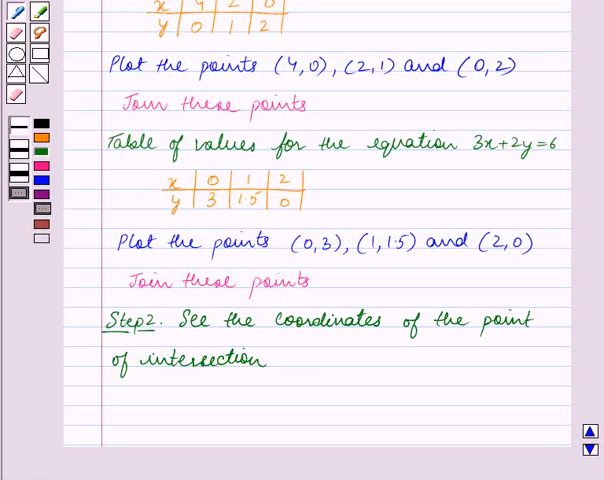 x 4 2 0
y 0 1 2
Plot the points (4,0), (2,1) and (0,2)
Join these points
Table of values for the equation 3x+2y=6
x 0 1 2
y 3 1.5 0
Plot the points (0,3), (1,1.5) and (2,0)
Join these points
Step2. See the coordinates of the point
of intersection